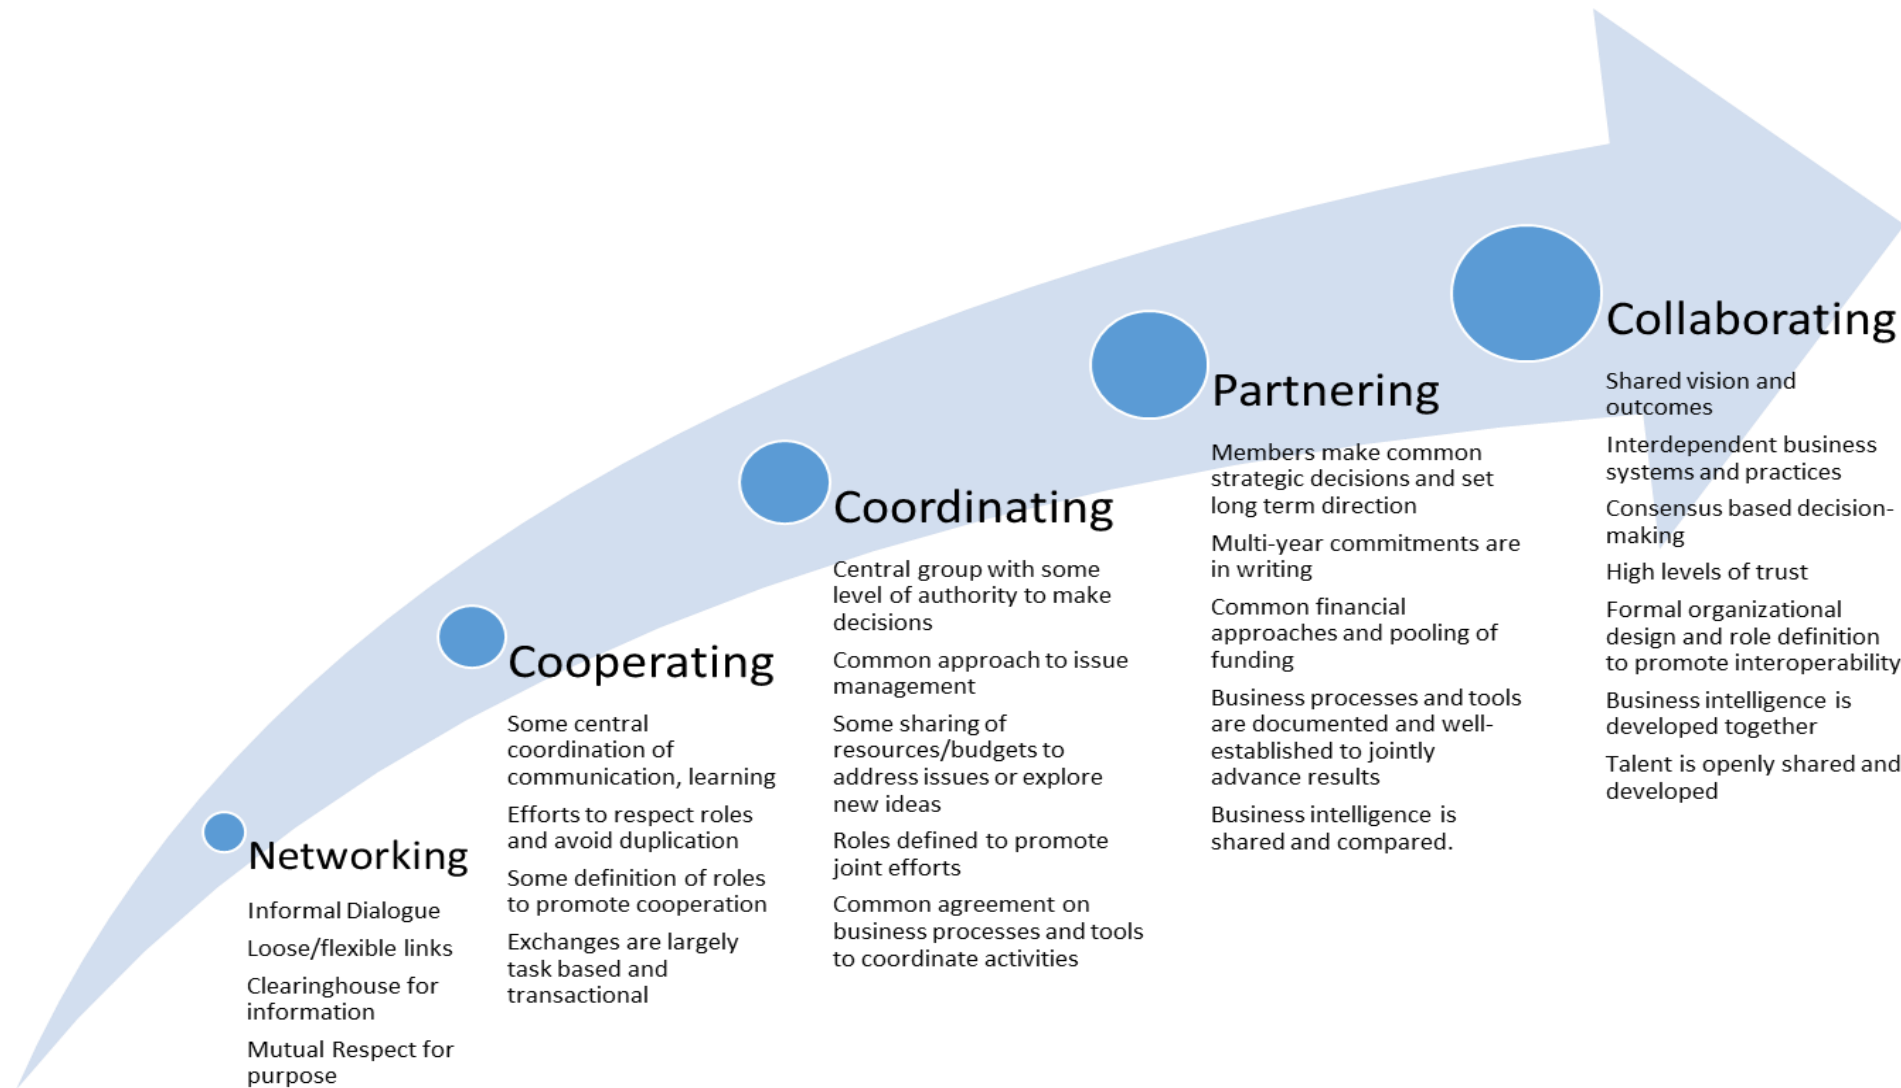 Networking
Informal Dialogue
Loose/flexible links
Clearinghouse for
information
Mutual Respect for
purpose
Cooperating
Some central
coordination of
communication, learning
Efforts to respect roles
and avoid duplication
Some definition of roles
to promote cooperation
Exchanges are largely
task based and
transactional
Coordinating
Central group with some
level of authority to make
decisions
Common approach to issue
management
Some sharing of
resources/budgets to
address issues or explore
new ideas
Roles defined to promote
joint efforts
Common agreement on
business processes and tools
to coordinate activities
Partnering
Members make common
strategic decisions and set
long term direction
Multi-year commitments are
in writing
Common financial
approaches and pooling of
funding
Business processes and tools
are documented and well-
established to jointly
advance results
Business intelligence is
shared and compared.
Collaborating
Shared vision and
outcomes
Interdependent business
systems and practices
Consensus based decision-
making
High levels of trust
Formal organizational
design and role definition
to promote interoperability
Business intelligence is
developed together
Talent is openly shared and
developed